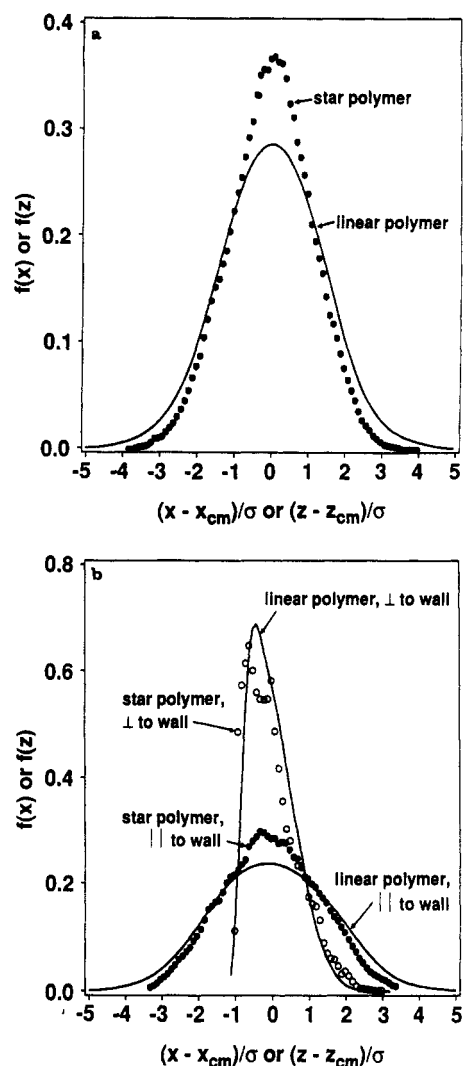 a
0.4
0.3
0.2
0.1
0.0
f(x) or f(z)
star polymer
linear polymer
-5 -4 -3 -2 -1 0 1 2 3 4 5
(x - xcm)/σ or (z - zcm)/σ
b
0.8
0.6
0.4
0.2
0.0
f(x) or f(z)
linear polymer, ⊥ to wall
star polymer,
⊥ to wall
star polymer,
|| to wall
linear polymer,
|| to wall
-5 -4 -3 -2 -1 0 1 2 3 4 5
(x - xcm)/σ or (z - zcm)/σ